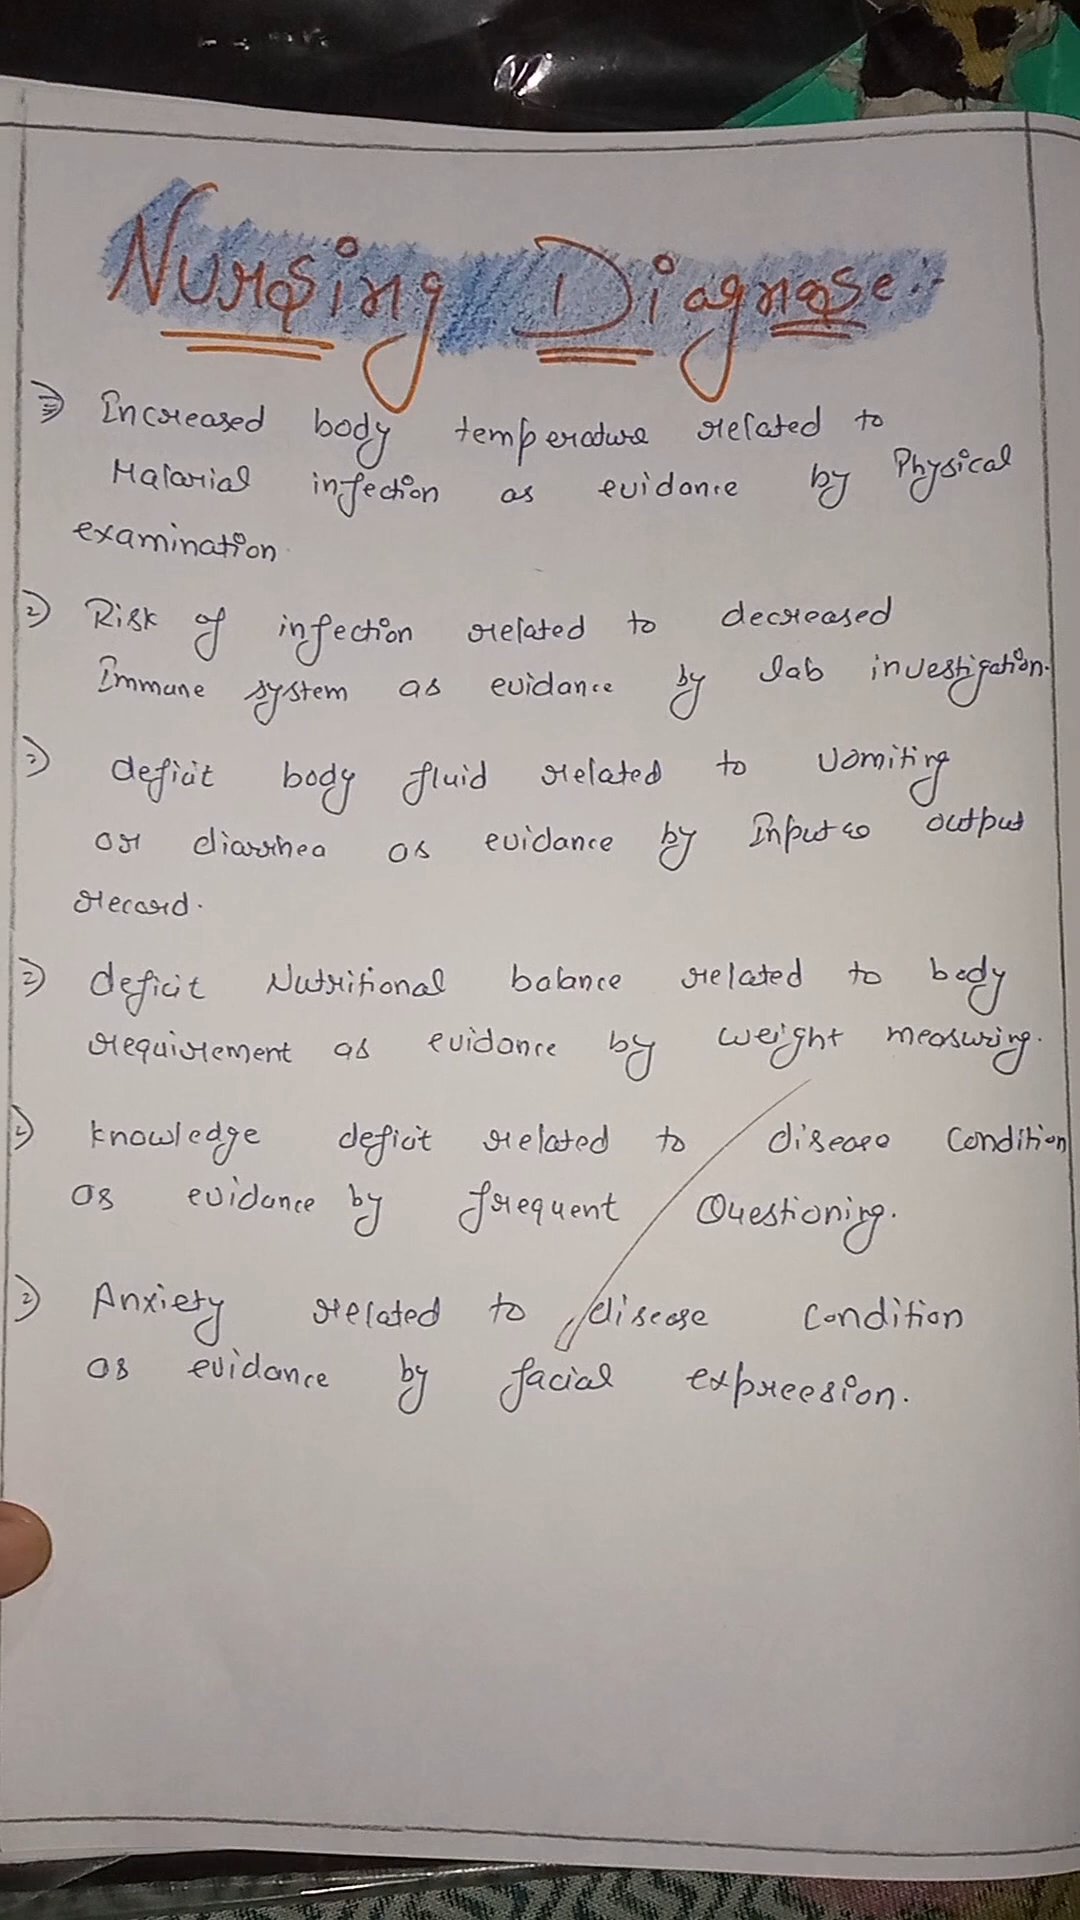 Nursing Diagnose:-
Increased body temperature related to
Malarial infection as evidance by Physical
examination.
Risk of infection related to decreased
Immune system as evidance by lab investigation.
deficit body fluid related to vomiting
or diarrhea as evidance by Input & output
record.
deficit Nutritional balance related to body
requirement as evidance by weight measuring.
knowledge deficit related to disease Condition
as evidance by frequent Questioning.
Anxiety related to disease Condition
as evidance by facial expreesion.